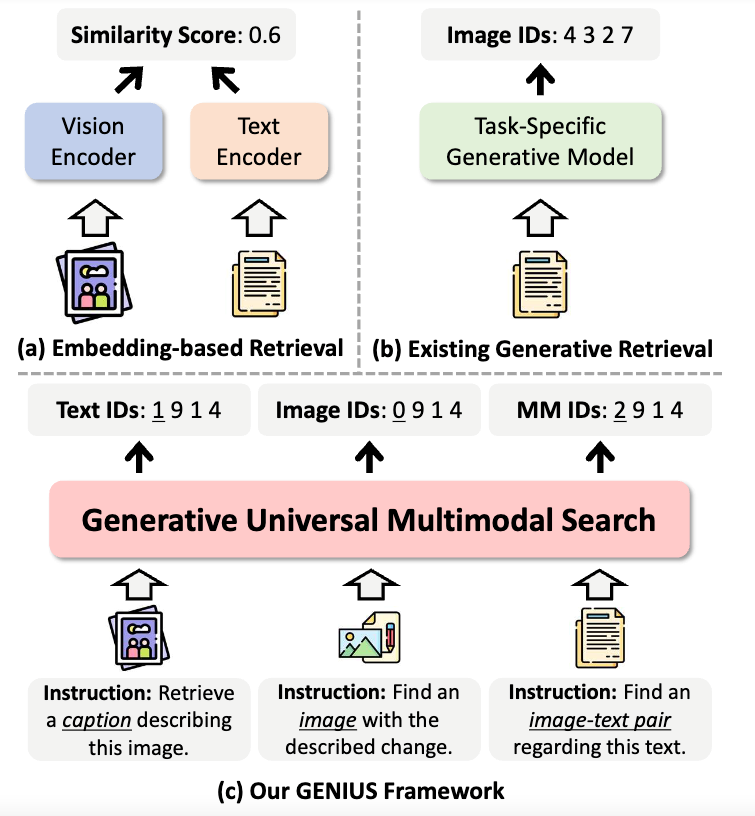 Similarity Score: 0.6
Vision
Encoder
Text
Encoder
(a) Embedding-based Retrieval
Image IDs: 4 3 2 7
Task-Specific
Generative Model
(b) Existing Generative Retrieval
Text IDs: 1 9 1 4
Image IDs: 0 9 1 4
MM IDs: 2 9 1 4
Generative Universal Multimodal Search
Instruction: Retrieve
a caption describing
this image.
Instruction: Find an
image with the
described change.
Instruction: Find an
image-text pair
regarding this text.
(c) Our GENIUS Framework